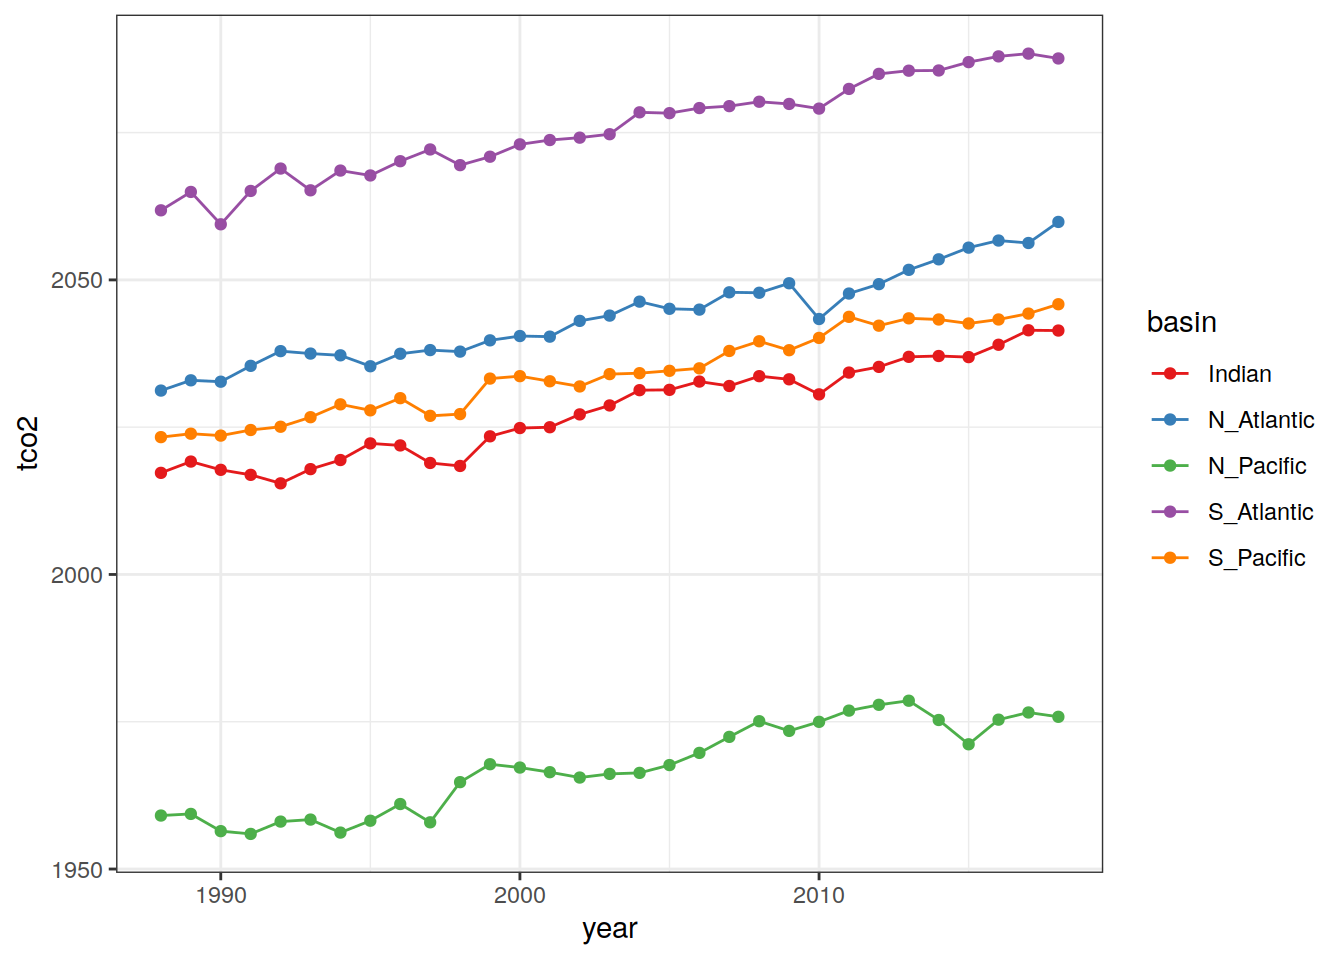 2050
2000
1950
tco2
1990
2000
2010
year
basin
Indian
N_Atlantic
N_Pacific
S_Atlantic
S_Pacific